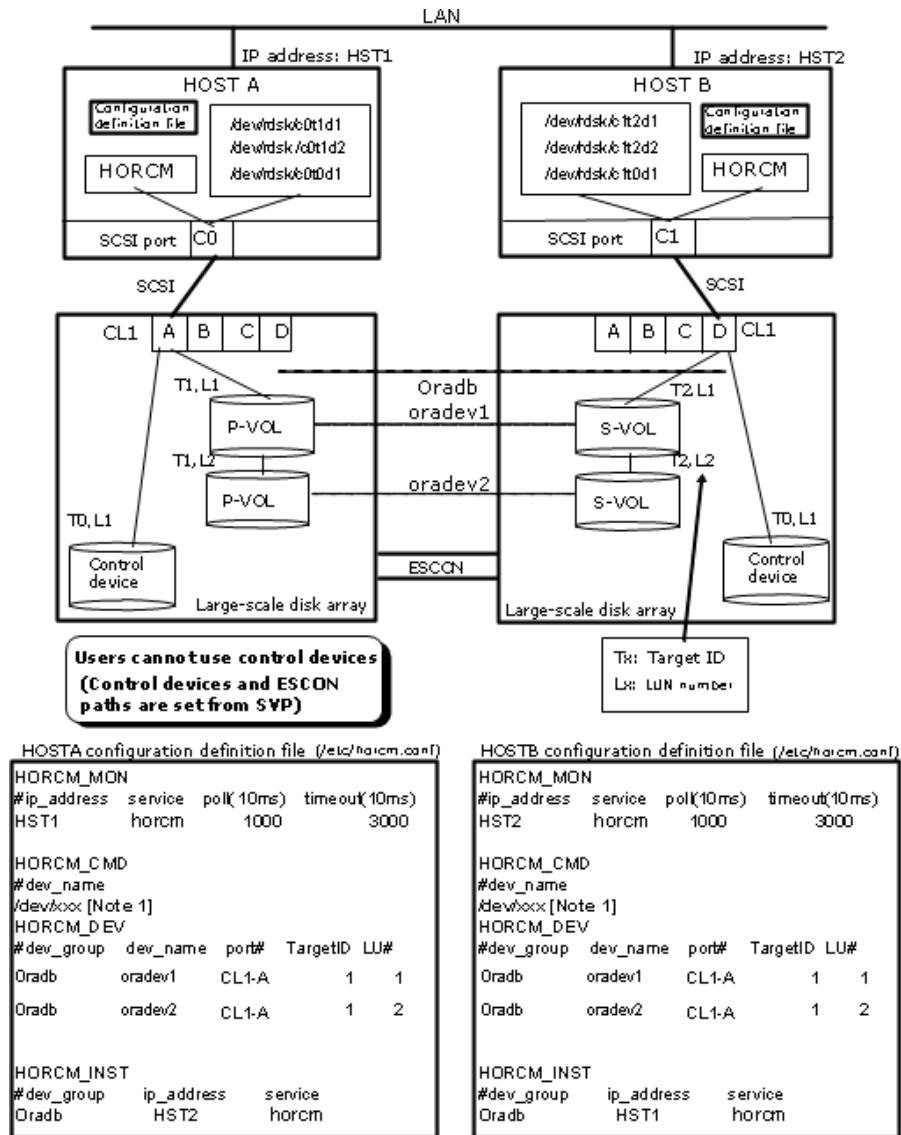 LAN
IP address: HST1
IP address: HST2
HOST A
HOST B
Configuration
definition file
/dev/rdsk/c0t1d1
/dev/rdsk/c0t1d2
/dev/rdsk/c0t0d1
HORCM
/dev/rdsk/c1t2d1
/dev/rdsk/c1t2d2
/dev/rdsk/c1t0d1
Configuration
definition file
HORCM
SCSI port C0
SCSI port C1
SCSI
SCSI
CL1 A B C D
A B C D CL1
T1, L1
Oradb
T2,L1
oradev1
P-VOL
S-VOL
T1, L2
T2, L2
oradev2
P-VOL
S-VOL
T0, L1
T0, L1
Control
device
Control
device
ESCON
Large-scale disk array
Large-scale disk array
Users cannot use control devices
(Control devices and ESCON
paths are set from SVP)
Tx: Target ID
Lx: LUN number
HOSTA configuration definition file (/etc/horcm.conf)
HORCM_MON
#ip_address service poll(10ms) timeout(10ms)
HST1 horcm 1000 3000
HORCM_CMD
#dev_name
/dev/xxx [Note 1]
HORCM_DEV
#dev_group dev_name port# TargetID LU#
Oradb oradev1 CL1-A 1 1
Oradb oradev2 CL1-A 1 2
HORCM_INST
#dev_group ip_address service
Oradb HST2 horcm
HOSTB configuration definition file (/etc/horcm.conf)
HORCM_MON
#ip_address service poll(10ms) timeout(10ms)
HST2 horcm 1000 3000
HORCM_CMD
#dev_name
/dev/xxx [Note 1]
HORCM_DEV
#dev_group dev_name port# TargetID LU#
Oradb oradev1 CL1-A 1 1
Oradb oradev2 CL1-A 1 2
HORCM_INST
#dev_group ip_address service
Oradb HST1 horcm